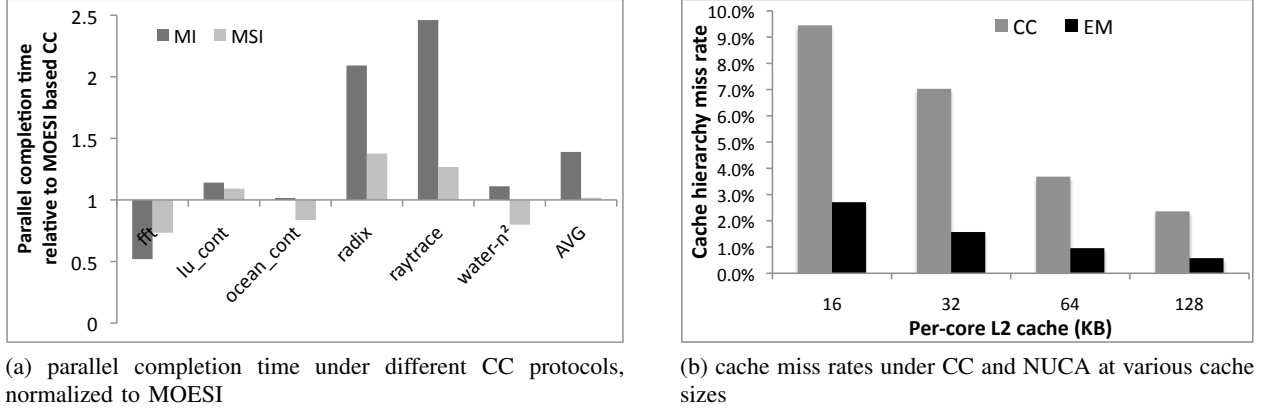 2.5
2
1.5
1
0.5
0
Parallel completion time
relative to MOESI based CC
MI
MSI
fft
lu_cont
ocean_cont
radix
raytrace
water-n²
AVG
(a) parallel completion time under different CC protocols,
normalized to MOESI
10.0%
9.0%
8.0%
7.0%
6.0%
5.0%
4.0%
3.0%
2.0%
1.0%
0.0%
Cache hierarchy miss rate
CC
EM
16
32
64
128
Per-core L2 cache (KB)
(b) cache miss rates under CC and NUCA at various cache
sizes